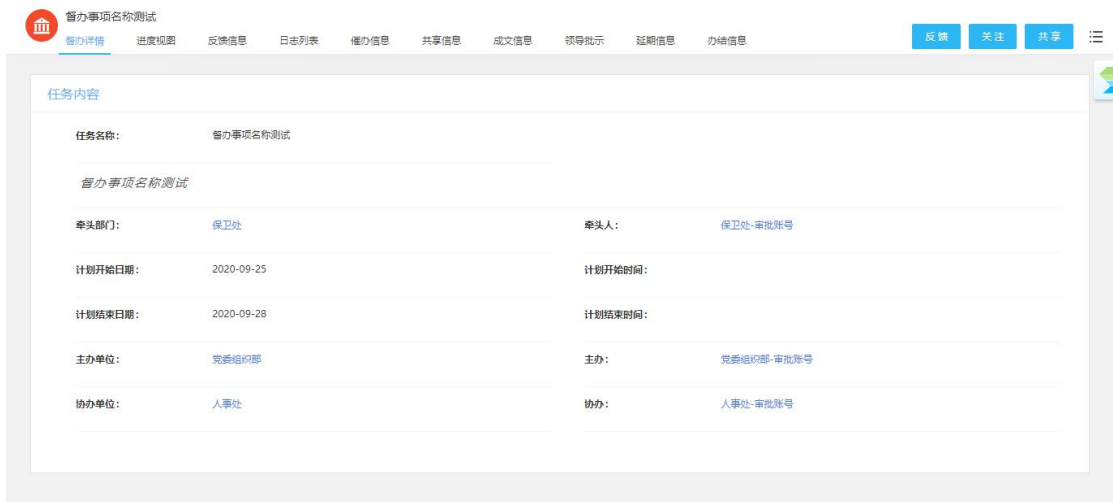 督办事项名称测试
督办详情 进度视图 反馈信息 日志列表 催办信息 共享信息 成文信息 领导批示 延期信息 办结信息 反馈 关注 共享
任务内容
任务名称： 督办事项名称测试
督办事项名称测试
牵头部门： 保卫处 牵头人： 保卫处-审批账号
计划开始日期： 2020-09-25 计划开始时间：
计划结束日期： 2020-09-28 计划结束时间：
主办单位： 党委组织部 主办： 党委组织部-审批账号
协办单位： 人事处 协办： 人事处-审批账号